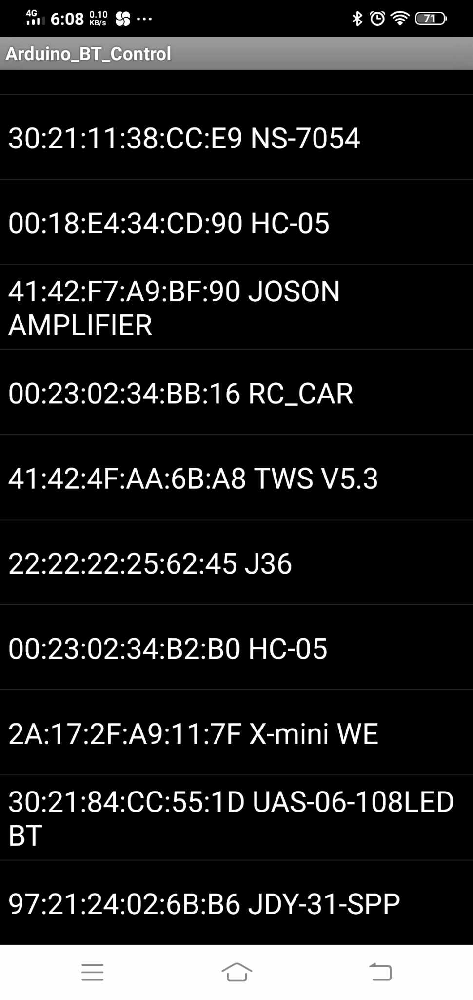 4G
6:08
0.10
KB/s
...
71
Arduino_BT_Control
30:21:11:38:CC:E9 NS-7054
00:18:E4:34:CD:90 HC-05
41:42:F7:A9:BF:90 JOSON
AMPLIFIER
00:23:02:34:BB:16 RC_CAR
41:42:4F:AA:6B:A8 TWS V5.3
22:22:22:25:62:45 J36
00:23:02:34:B2:B0 HC-05
2A:17:2F:A9:11:7F X-mini WE
30:21:84:CC:55:1D UAS-06-108LED
BT
97:21:24:02:6B:B6 JDY-31-SPP